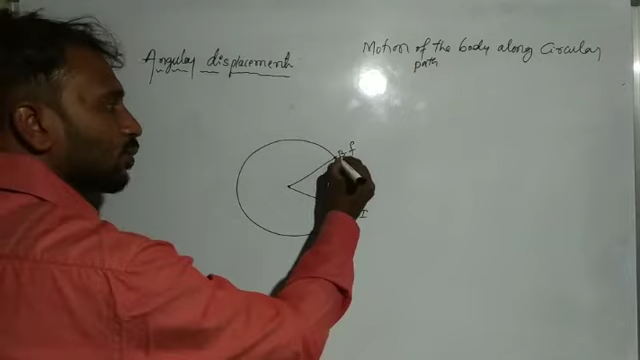 Angular displacement
Motion of the body along Circular
path
B f
I